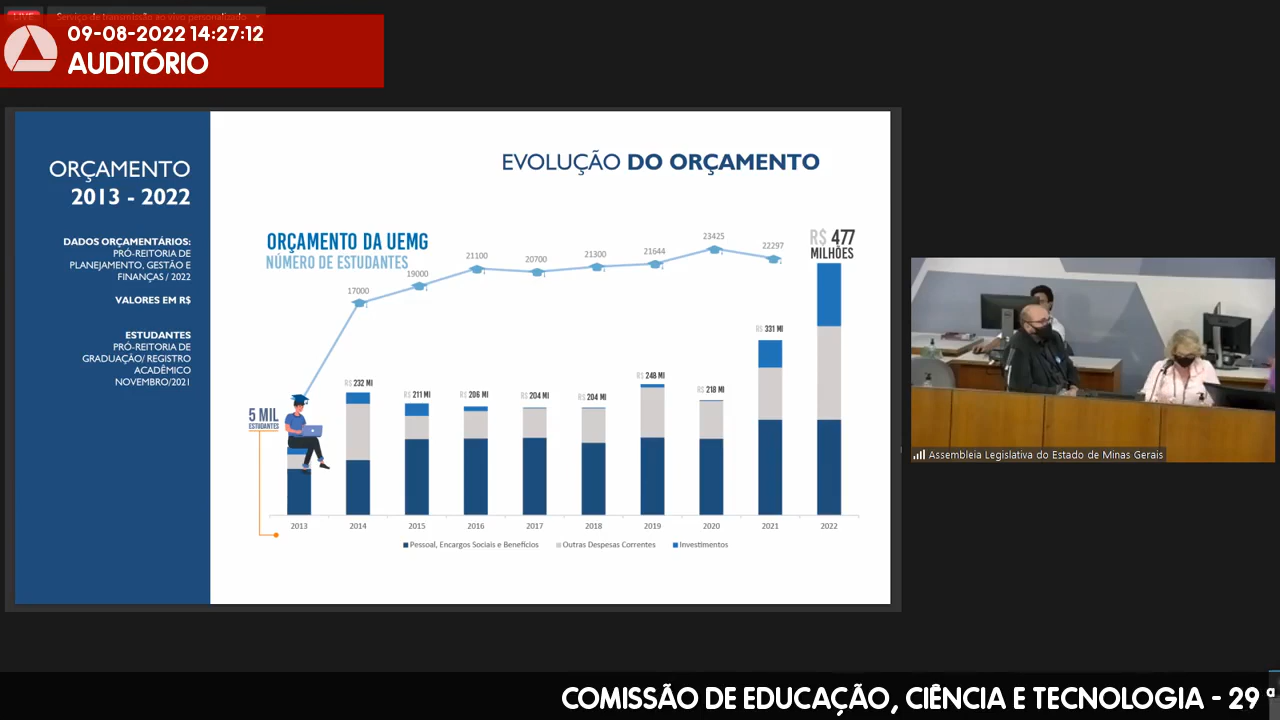 LIVE
Serviço de transmissão ao vivo personalizado
09-08-2022 14:27:12
AUDITÓRIO
ORÇAMENTO
2013 - 2022
DADOS ORÇAMENTÁRIOS:
PRÓ-REITORIA DE
PLANEJAMENTO, GESTÃO E
FINANÇAS / 2022
VALORES EM R$
ESTUDANTES
PRÓ-REITORIA DE
GRADUAÇÃO/ REGISTRO
ACADÊMICO
NOVEMBRO/2021
EVOLUÇÃO DO ORÇAMENTO
ORÇAMENTO DA UEMG
NÚMERO DE ESTUDANTES
17000
19000
21100
20700
21300
21644
23425
22297
R$ 477
MILHÕES
5 MIL
ESTUDANTES
R$ 232 MI
R$ 211 MI
R$ 206 MI
R$ 204 MI
R$ 204 MI
R$ 248 MI
R$ 218 MI
R$ 331 MI
2013 2014 2015 2016 2017 2018 2019 2020 2021 2022
Pessoal, Encargos Sociais e Benefícios Outras Despesas Correntes Investimentos
Assembleia Legislativa do Estado de Minas Gerais
COMISSÃO DE EDUCAÇÃO, CIÊNCIA E TECNOLOGIA - 29ª